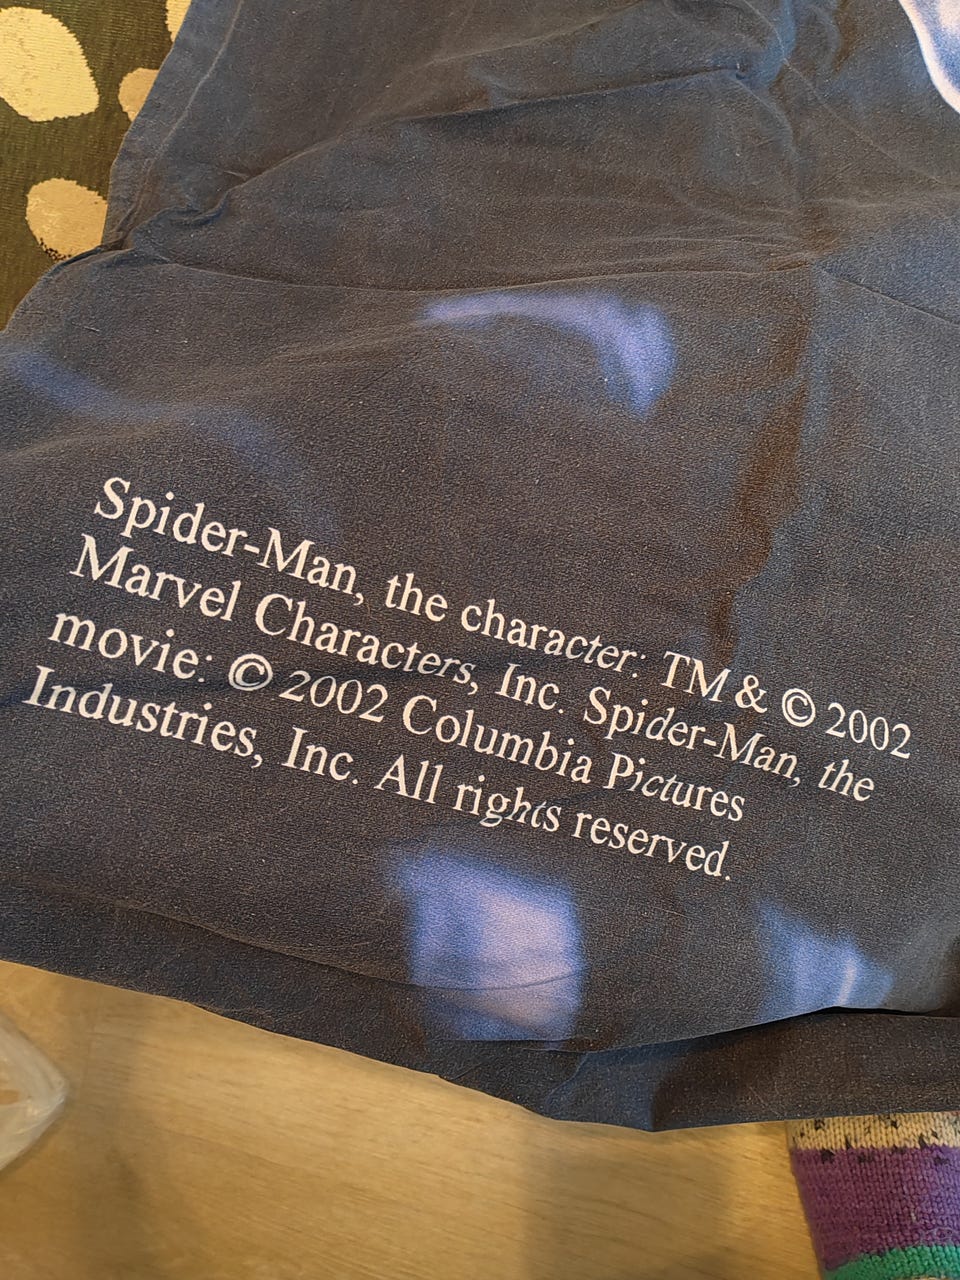 Spider-Man, the character: TM & © 2002
Marvel Characters, Inc. Spider-Man, the
movie: © 2002 Columbia Pictures
Industries, Inc. All rights reserved.